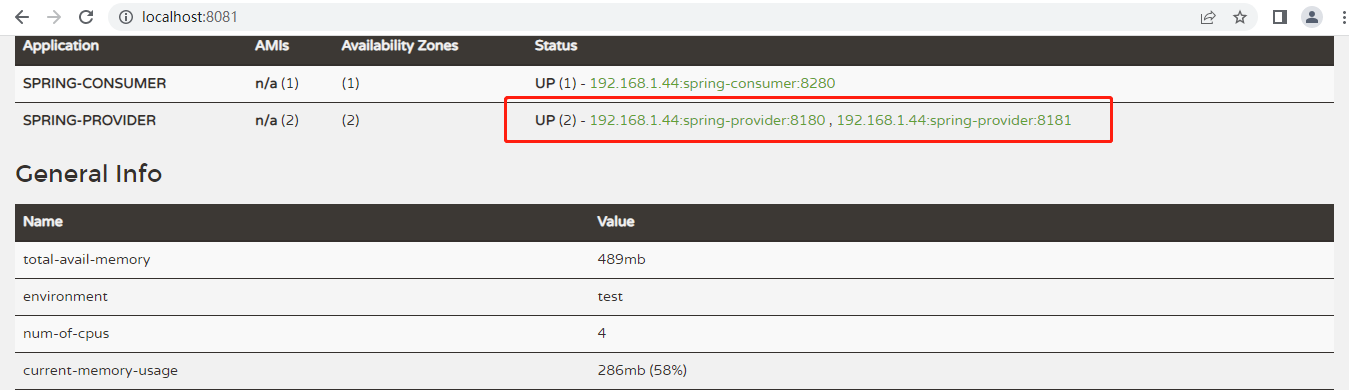 localhost:8081
Application AMIs Availability Zones Status
SPRING-CONSUMER n/a (1) (1) UP (1) - 192.168.1.44:spring-consumer:8280
SPRING-PROVIDER n/a (2) (2) UP (2) - 192.168.1.44:spring-provider:8180 , 192.168.1.44:spring-provider:8181
General Info
Name Value
total-avail-memory 489mb
environment test
num-of-cpus 4
current-memory-usage 286mb (58%)